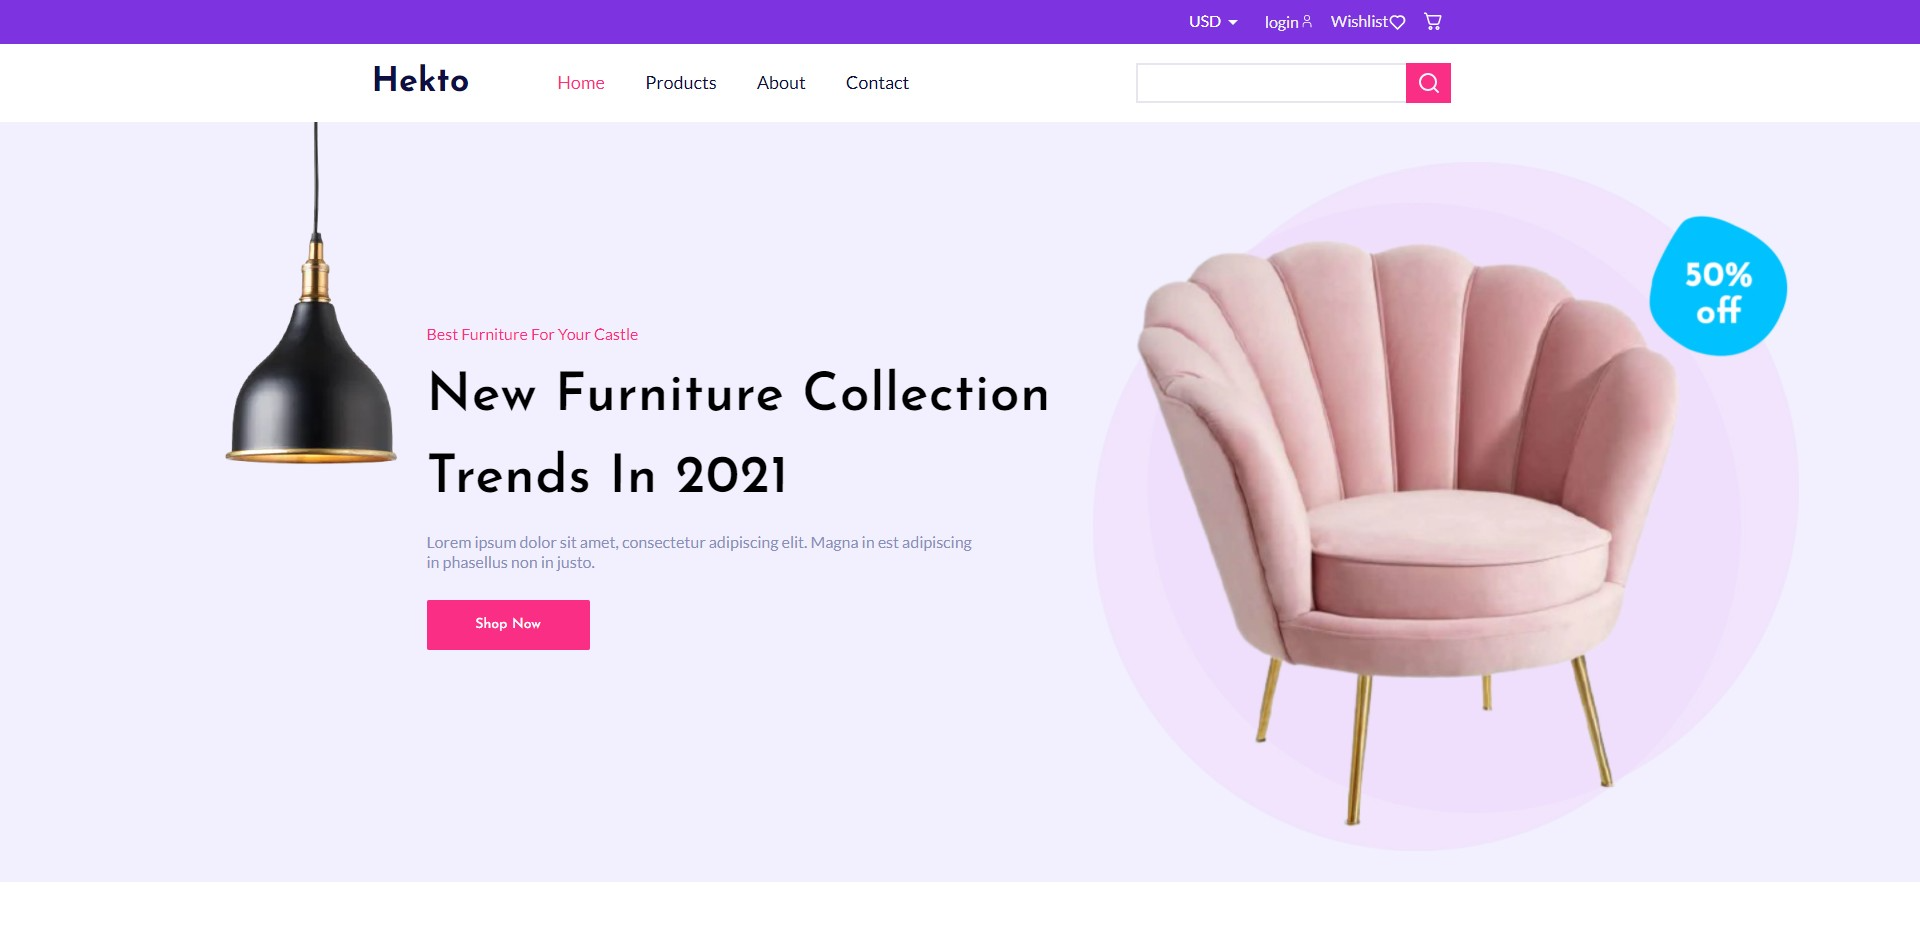 USD login Wishlist
Hekto Home Products About Contact
Best Furniture For Your Castle
New Furniture Collection
Trends In 2021
Lorem ipsum dolor sit amet, consectetur adipiscing elit. Magna in est adipiscing
in phasellus non in justo.
Shop Now
50%
off